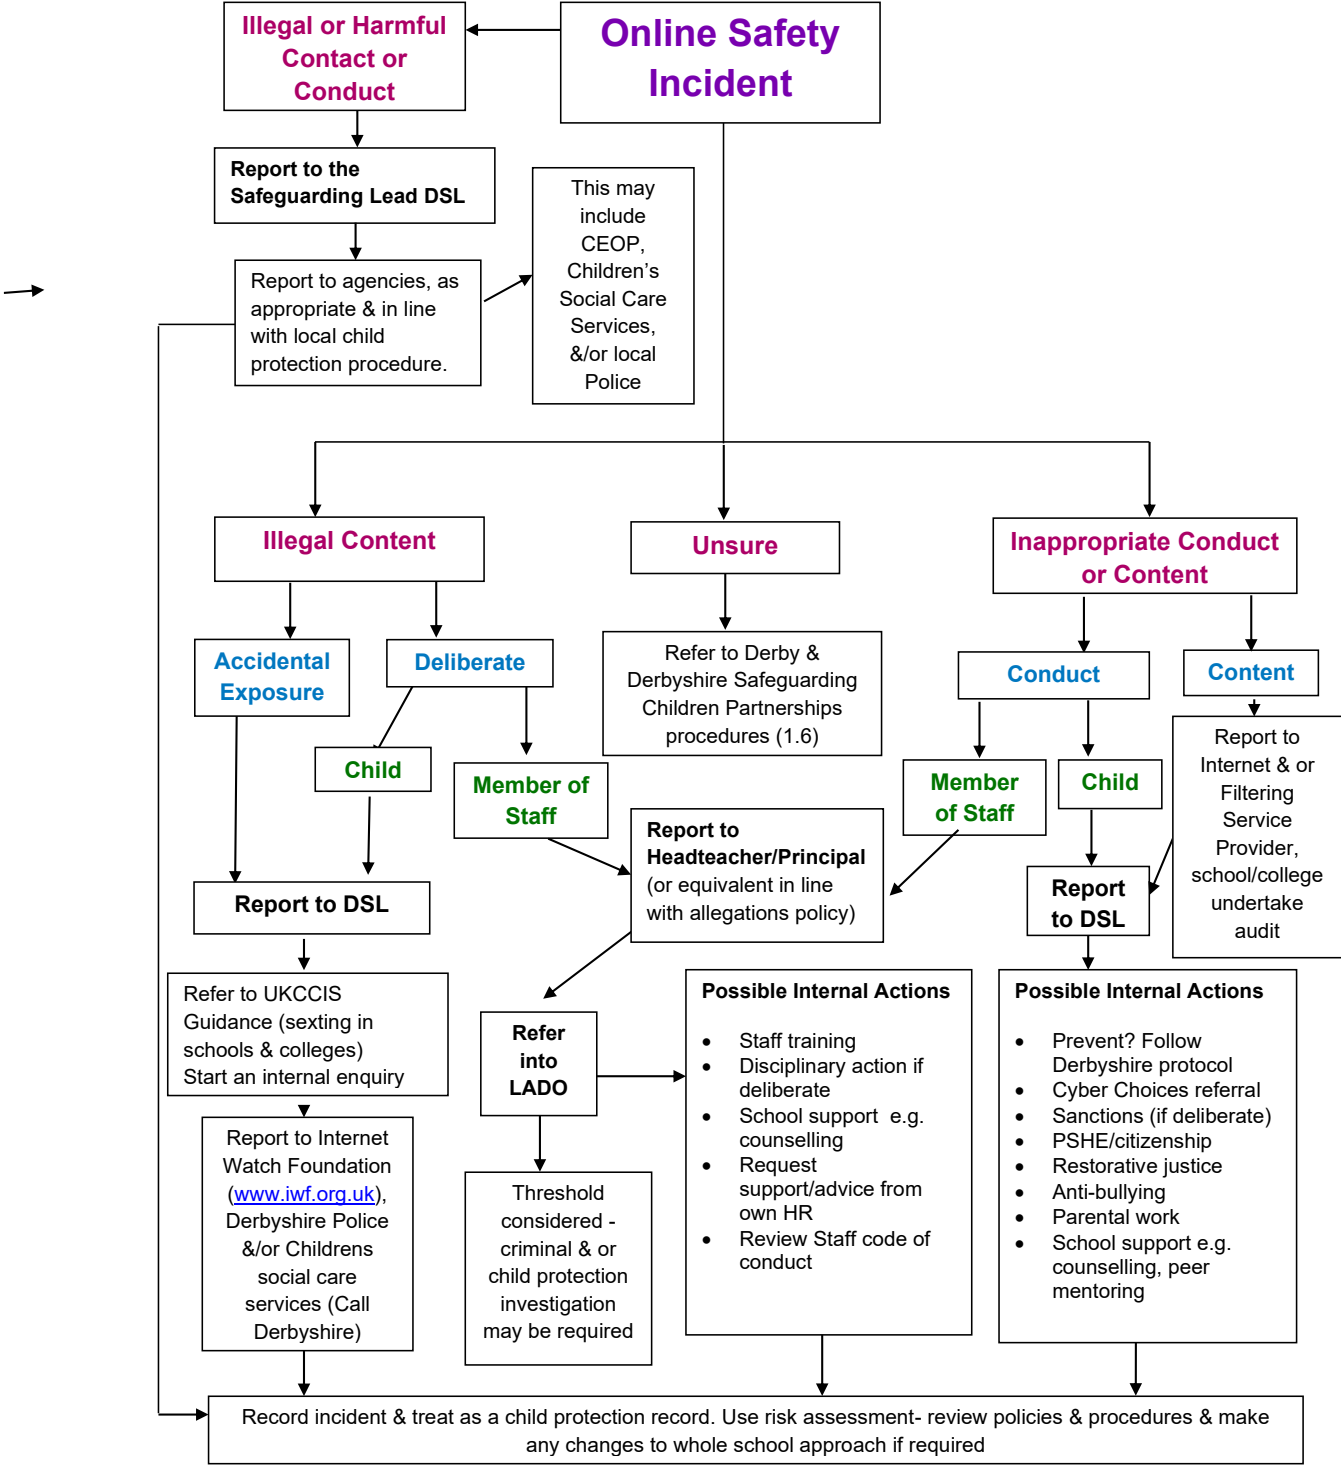 Illegal or Harmful
Contact or
Conduct
Online Safety
Incident
Report to the
Safeguarding Lead DSL
This may
include
CEOP,
Children’s
Social Care
Services,
&/or local
Police
Report to agencies, as
appropriate & in line
with local child
protection procedure.
Illegal Content
Unsure
Inappropriate Conduct
or Content
Accidental
Exposure
Deliberate
Refer to Derby &
Derbyshire Safeguarding
Children Partnerships
procedures (1.6)
Conduct
Content
Child
Member of
Staff
Member
of Staff
Child
Report to
Internet & or
Filtering
Service
Provider,
school/college
undertake
audit
Report to
Headteacher/Principal
(or equivalent in line
with allegations policy)
Report to DSL
Report
to DSL
Refer to UKCCIS
Guidance (sexting in
schools & colleges)
Start an internal enquiry
Refer
into
LADO
Possible Internal Actions
• Staff training
• Disciplinary action if
deliberate
• School support  e.g.
counselling
• Request
support/advice from
own HR
• Review Staff code of
conduct
Possible Internal Actions
• Prevent? Follow
Derbyshire protocol
• Cyber Choices referral
• Sanctions (if deliberate)
• PSHE/citizenship
• Restorative justice
• Anti-bullying
• Parental work
• School support e.g.
counselling, peer
mentoring
Report to Internet
Watch Foundation
(www.iwf.org.uk),
Derbyshire Police
&/or Childrens
social care
services (Call
Derbyshire)
Threshold
considered -
criminal & or
child protection
investigation
may be required
Record incident & treat as a child protection record. Use risk assessment- review policies & procedures & make
any changes to whole school approach if required